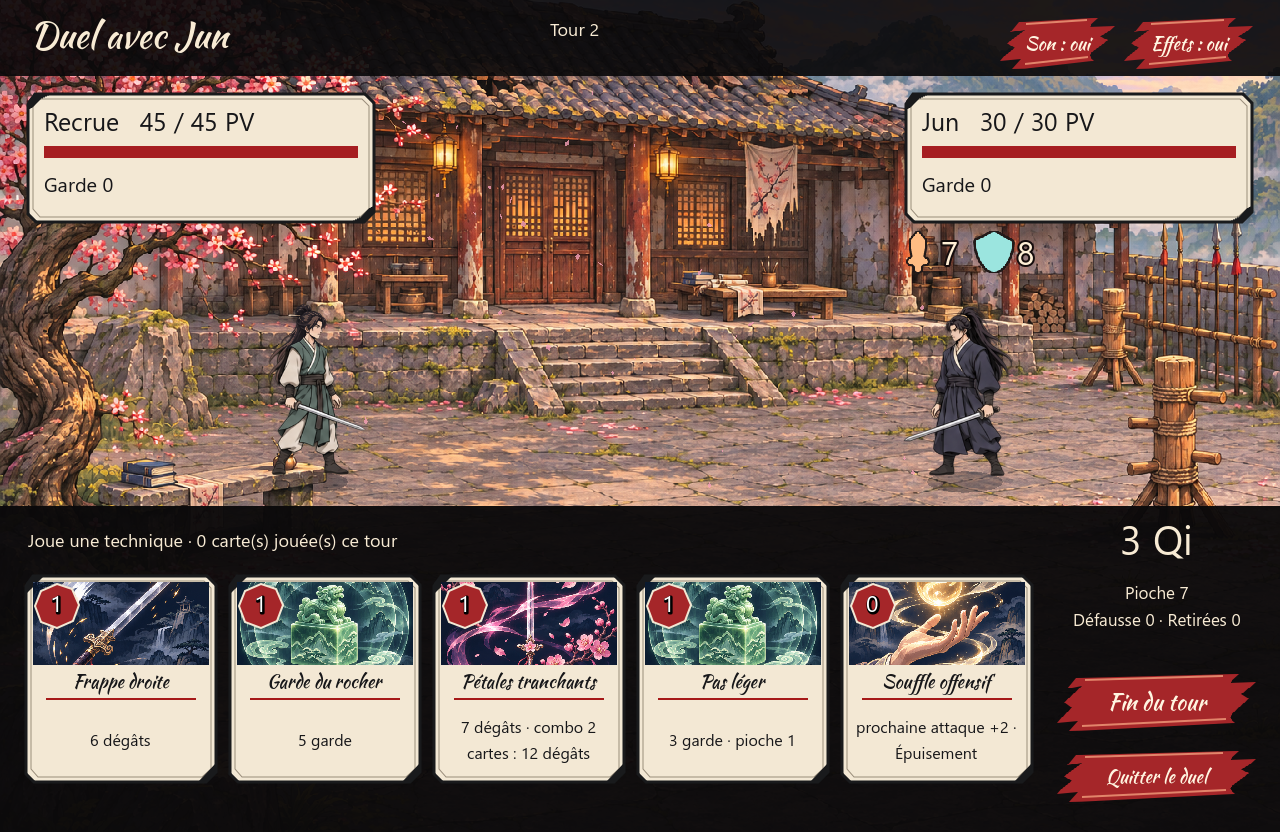 Duel avec Jun
Tour 2
Son : oui
Effets : oui
Recrue 45 / 45 PV
Garde 0
Jun 30 / 30 PV
Garde 0
7 8
Joue une technique · 0 carte(s) jouée(s) ce tour
3 Qi
Pioche 7
Défausse 0 · Retirées 0
1
Frappe droite
6 dégâts
1
Garde du rocher
5 garde
1
Pétales tranchants
7 dégâts · combo 2
cartes : 12 dégâts
1
Pas léger
3 garde · pioche 1
0
Souffle offensif
prochaine attaque +2 ·
Épuisement
Fin du tour
Quitter le duel